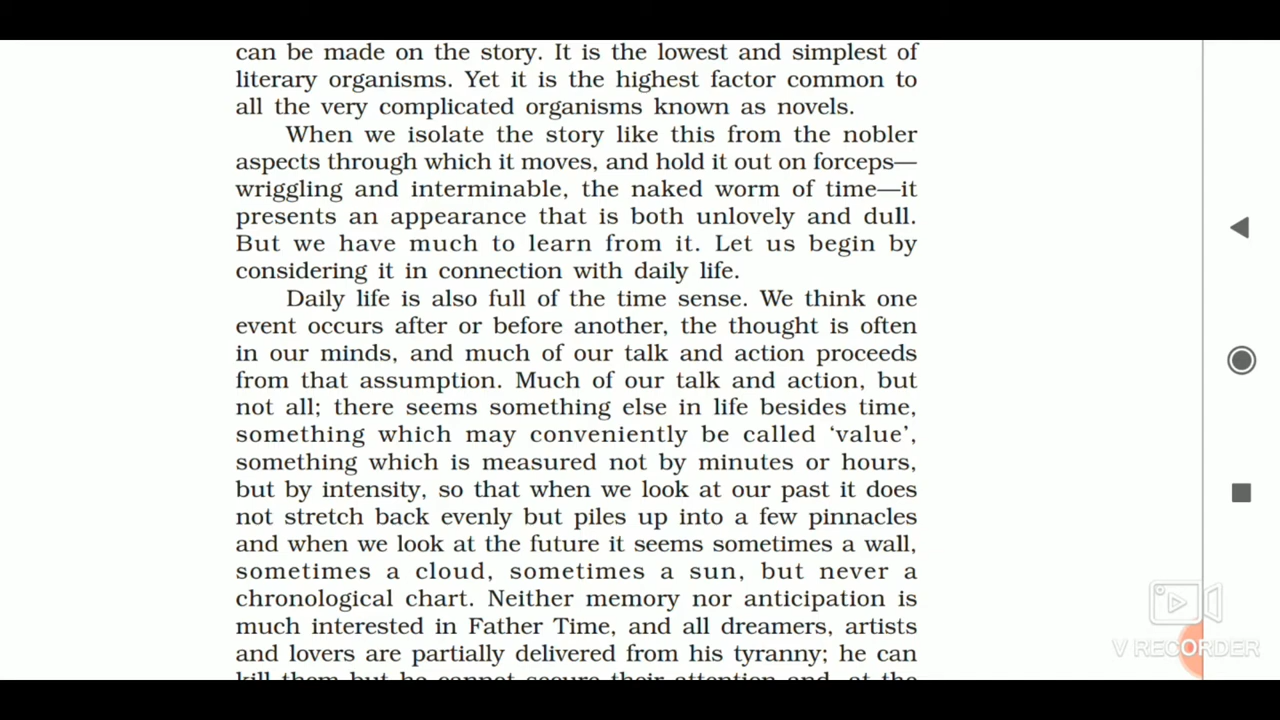 can be made on the story. It is the lowest and simplest of
literary organisms. Yet it is the highest factor common to
all the very complicated organisms known as novels.
When we isolate the story like this from the nobler
aspects through which it moves, and hold it out on forceps—
wriggling and interminable, the naked worm of time—it
presents an appearance that is both unlovely and dull.
But we have much to learn from it. Let us begin by
considering it in connection with daily life.
Daily life is also full of the time sense. We think one
event occurs after or before another, the thought is often
in our minds, and much of our talk and action proceeds
from that assumption. Much of our talk and action, but
not all; there seems something else in life besides time,
something which may conveniently be called ‘value’,
something which is measured not by minutes or hours,
but by intensity, so that when we look at our past it does
not stretch back evenly but piles up into a few pinnacles
and when we look at the future it seems sometimes a wall,
sometimes a cloud, sometimes a sun, but never a
chronological chart. Neither memory nor anticipation is
much interested in Father Time, and all dreamers, artists
and lovers are partially delivered from his tyranny; he can
kill them but he cannot secure their attention and, at the
V RECORDER